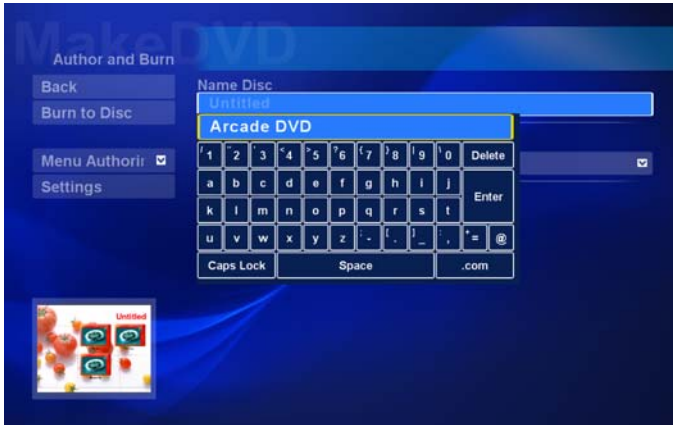 MakeDVD
Author and Burn
Back
Burn to Disc
Menu Authorin
Settings
Name Disc
Untitled
Arcade DVD
/ 1 " 2 ' 3 < 4 > 5 ? 6 { 7 } 8 | 9 \ 0 Delete
a b c d e f g h i j
Enter
k l m n o p q r s t
u v w x y z ; - [ . ] _ : , + = @
Caps Lock Space .com
Untitled